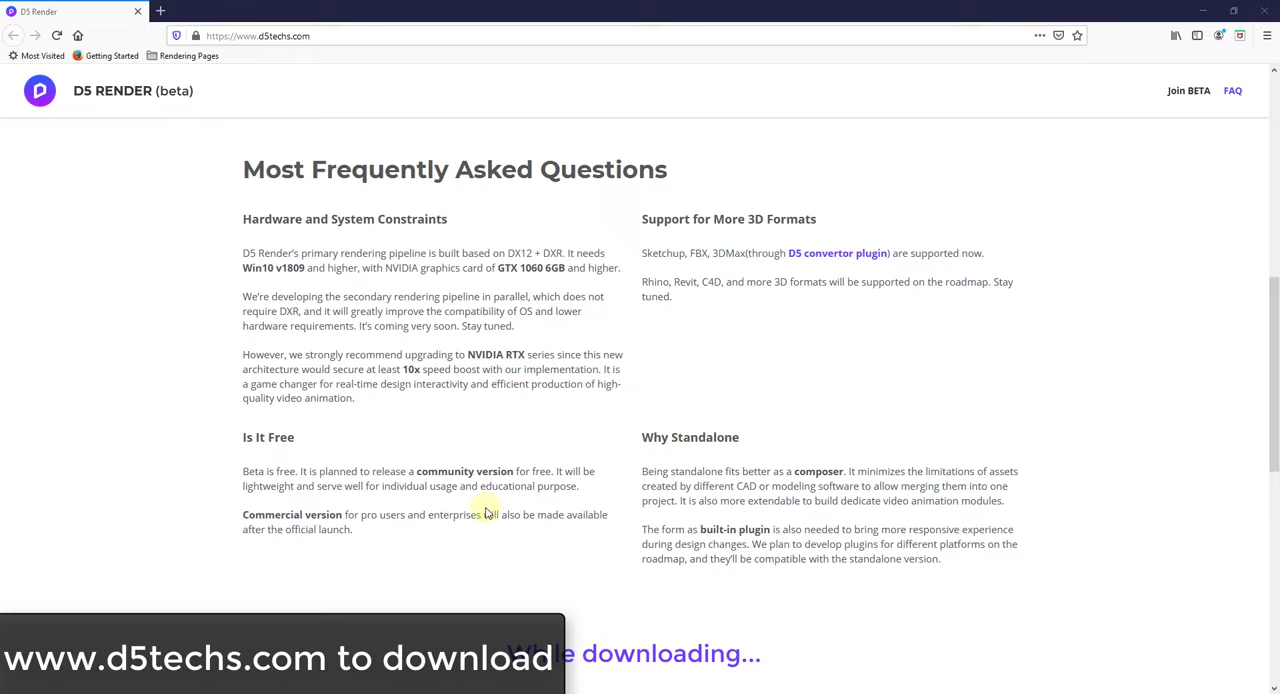 D5 Render
https://www.d5techs.com
Most Visited Getting Started Rendering Pages
D5 RENDER (beta)
Join BETA FAQ
Most Frequently Asked Questions
Hardware and System Constraints
D5 Render's primary rendering pipeline is built based on DX12 + DXR. It needs
Win10 v1809 and higher, with NVIDIA graphics card of GTX 1060 6GB and higher.
We're developing the secondary rendering pipeline in parallel, which does not
require DXR, and it will greatly improve the compatibility of OS and lower
hardware requirements. It's coming very soon. Stay tuned.
However, we strongly recommend upgrading to NVIDIA RTX series since this new
architecture would secure at least 10x speed boost with our implementation. It is
a game changer for real-time design interactivity and efficient production of high-
quality video animation.
Support for More 3D Formats
Sketchup, FBX, 3DMax(through D5 convertor plugin) are supported now.
Rhino, Revit, C4D, and more 3D formats will be supported on the roadmap. Stay
tuned.
Is It Free
Beta is free. It is planned to release a community version for free. It will be
lightweight and serve well for individual usage and educational purpose.
Commercial version for pro users and enterprises will also be made available
after the official launch.
Why Standalone
Being standalone fits better as a composer. It minimizes the limitations of assets
created by different CAD or modeling software to allow merging them into one
project. It is also more extendable to build dedicate video animation modules.
The form as built-in plugin is also needed to bring more responsive experience
during design changes. We plan to develop plugins for different platforms on the
roadmap, and they'll be compatible with the standalone version.
While downloading...
www.d5techs.com to download